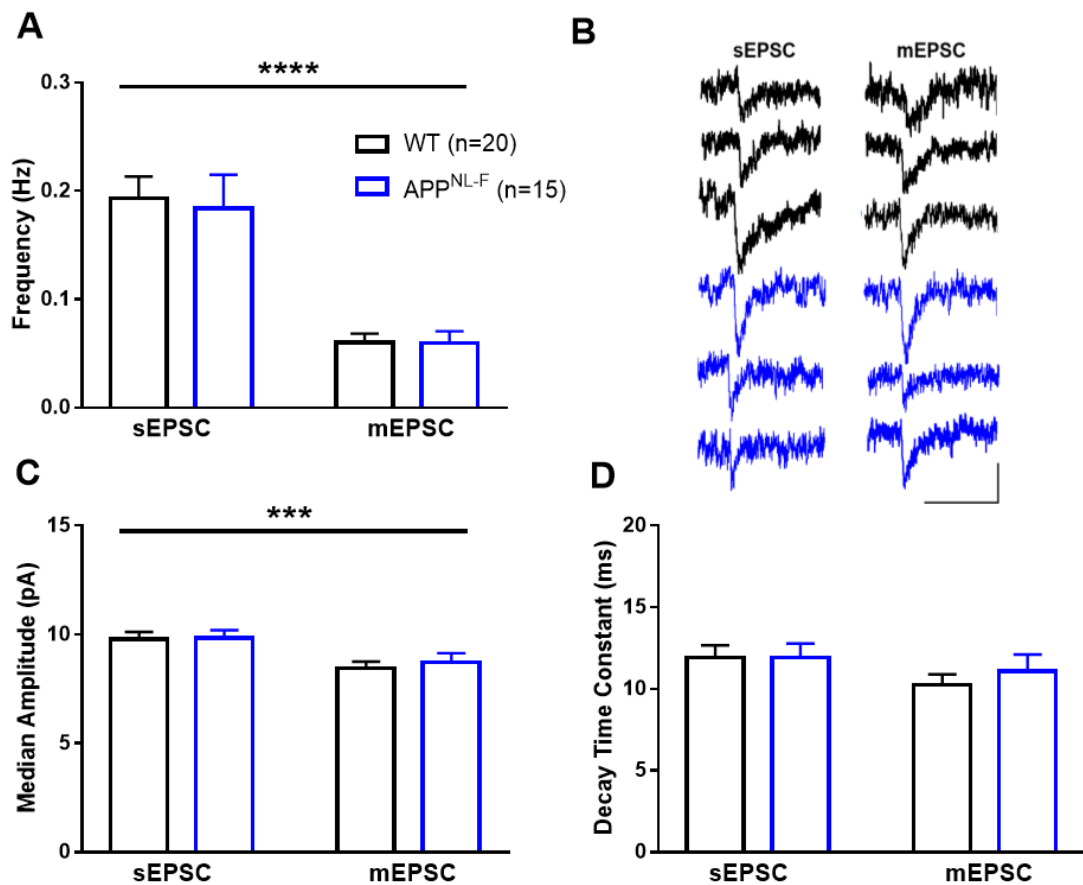 A
****
0.3
0.2
0.1
0.0
Frequency (Hz)
WT (n=20)
APP^NL-F (n=15)
sEPSC mEPSC
B
sEPSC mEPSC
C
***
15
10
5
0
Median Amplitude (pA)
sEPSC mEPSC
D
20
15
10
5
0
Decay Time Constant (ms)
sEPSC mEPSC